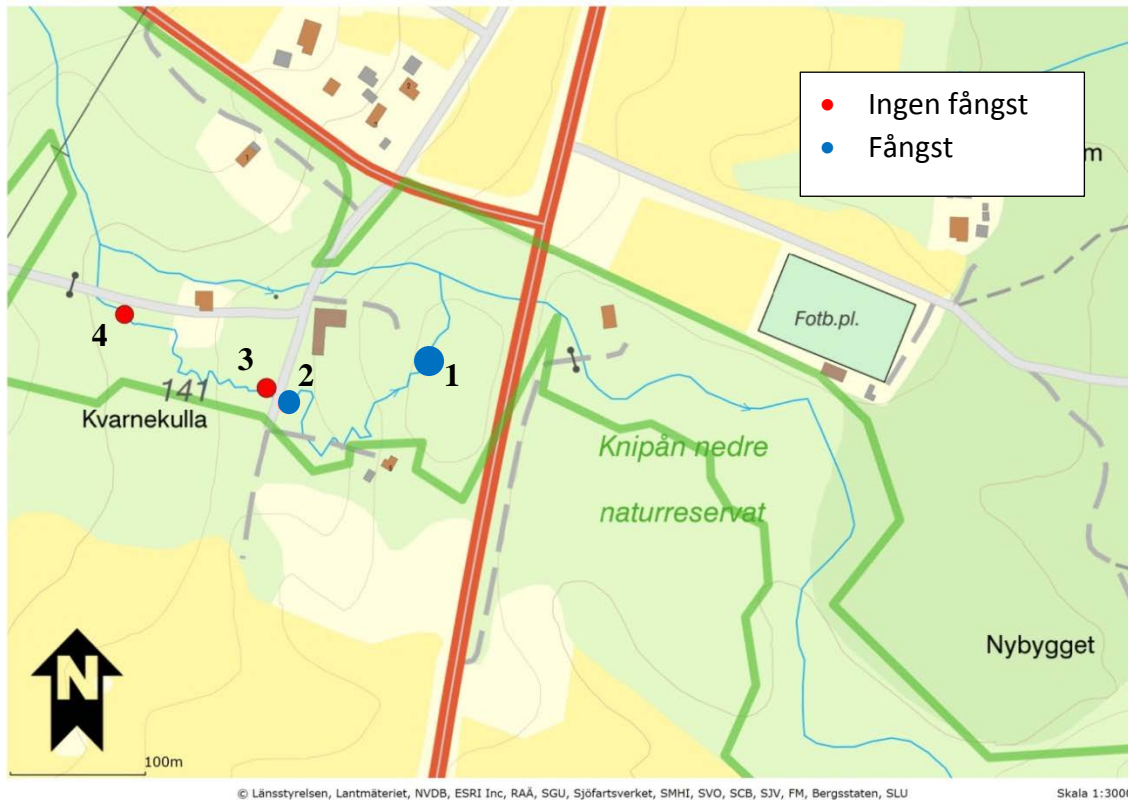 Ingen fångst
Fångst
m
Fotb.pl.
4
3
2
1
141
Kvarnekulla
Knipån nedre
naturreservat
Nybygget
N
100m
© Länsstyrelsen, Lantmäteriet, NVDB, ESRI Inc, RAÄ, SGU, Sjöfartsverket, SMHI, SVO, SCB, SJV, FM, Bergsstaten, SLU
Skala 1:3000